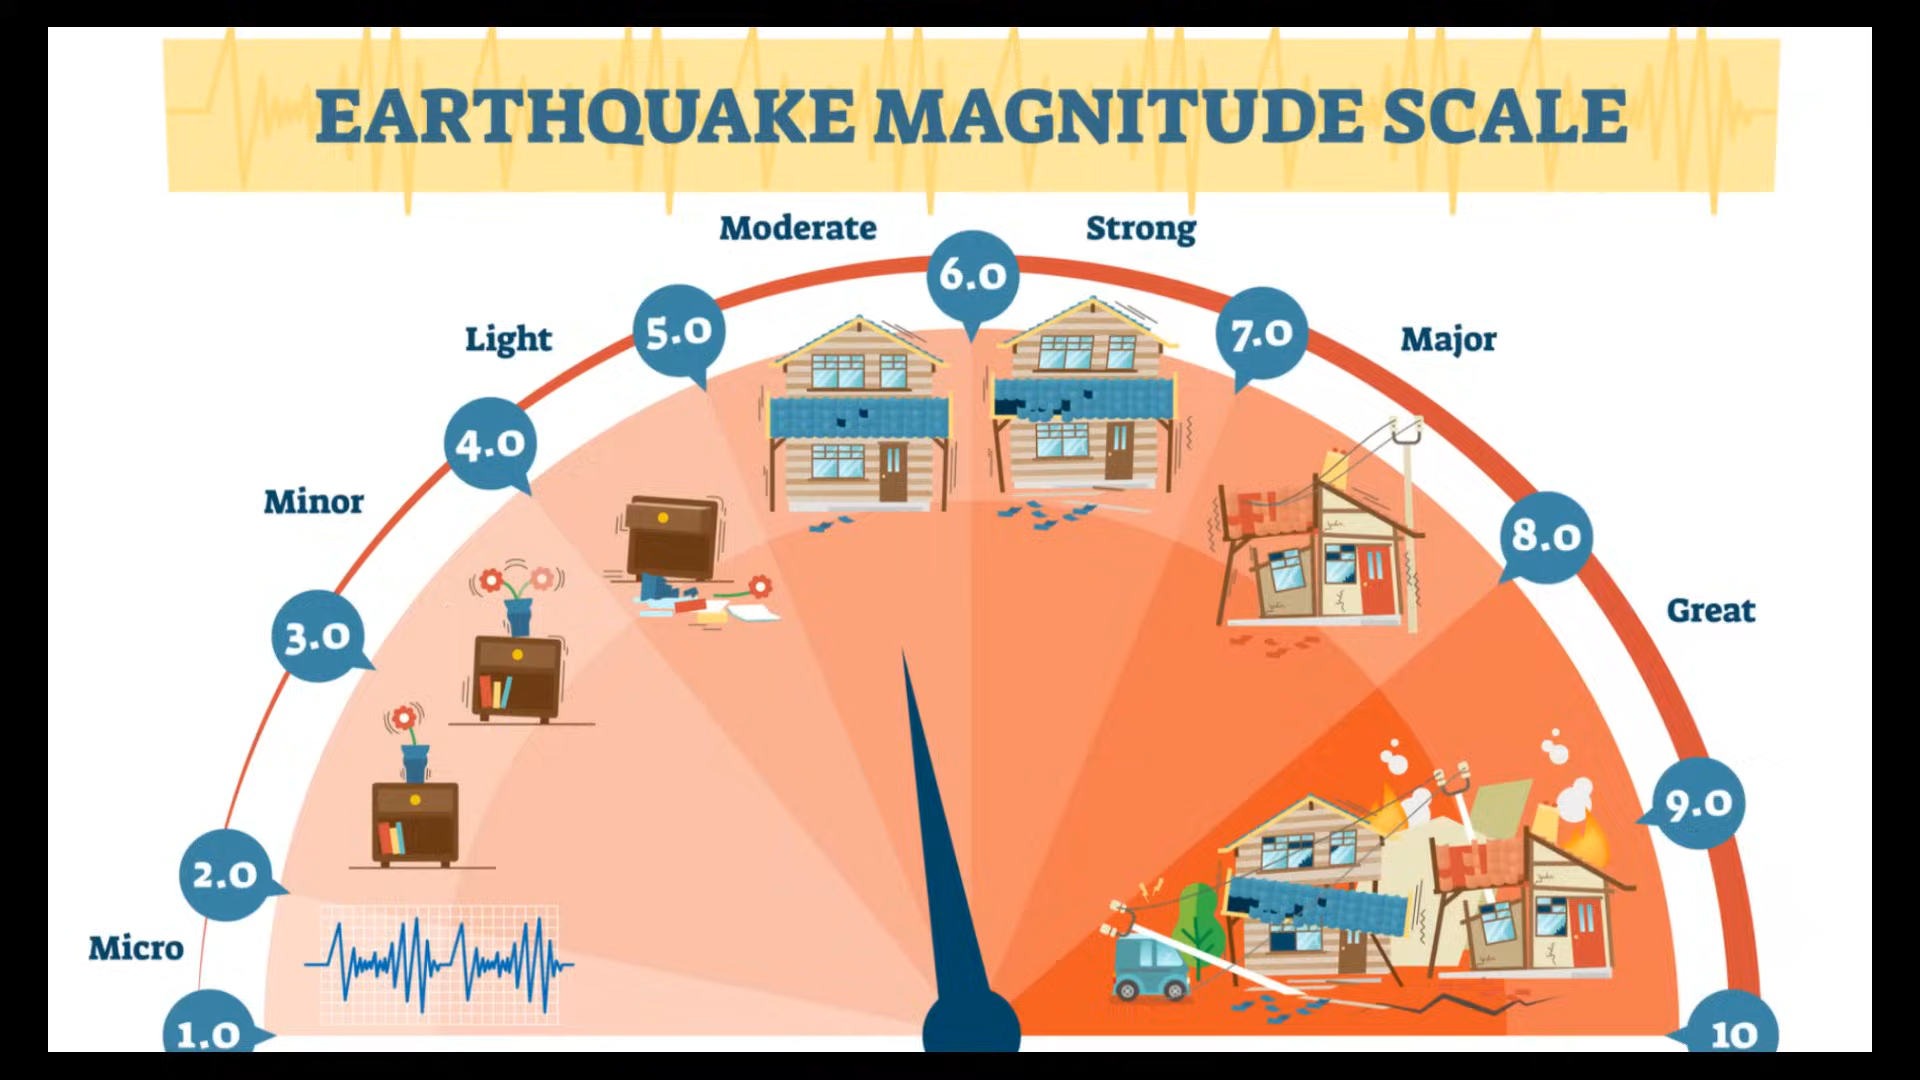 EARTHQUAKE MAGNITUDE SCALE
Moderate
Strong
6.0
5.0
7.0
Light
Major
4.0
8.0
Minor
3.0
Great
9.0
2.0
Micro
1.0
10